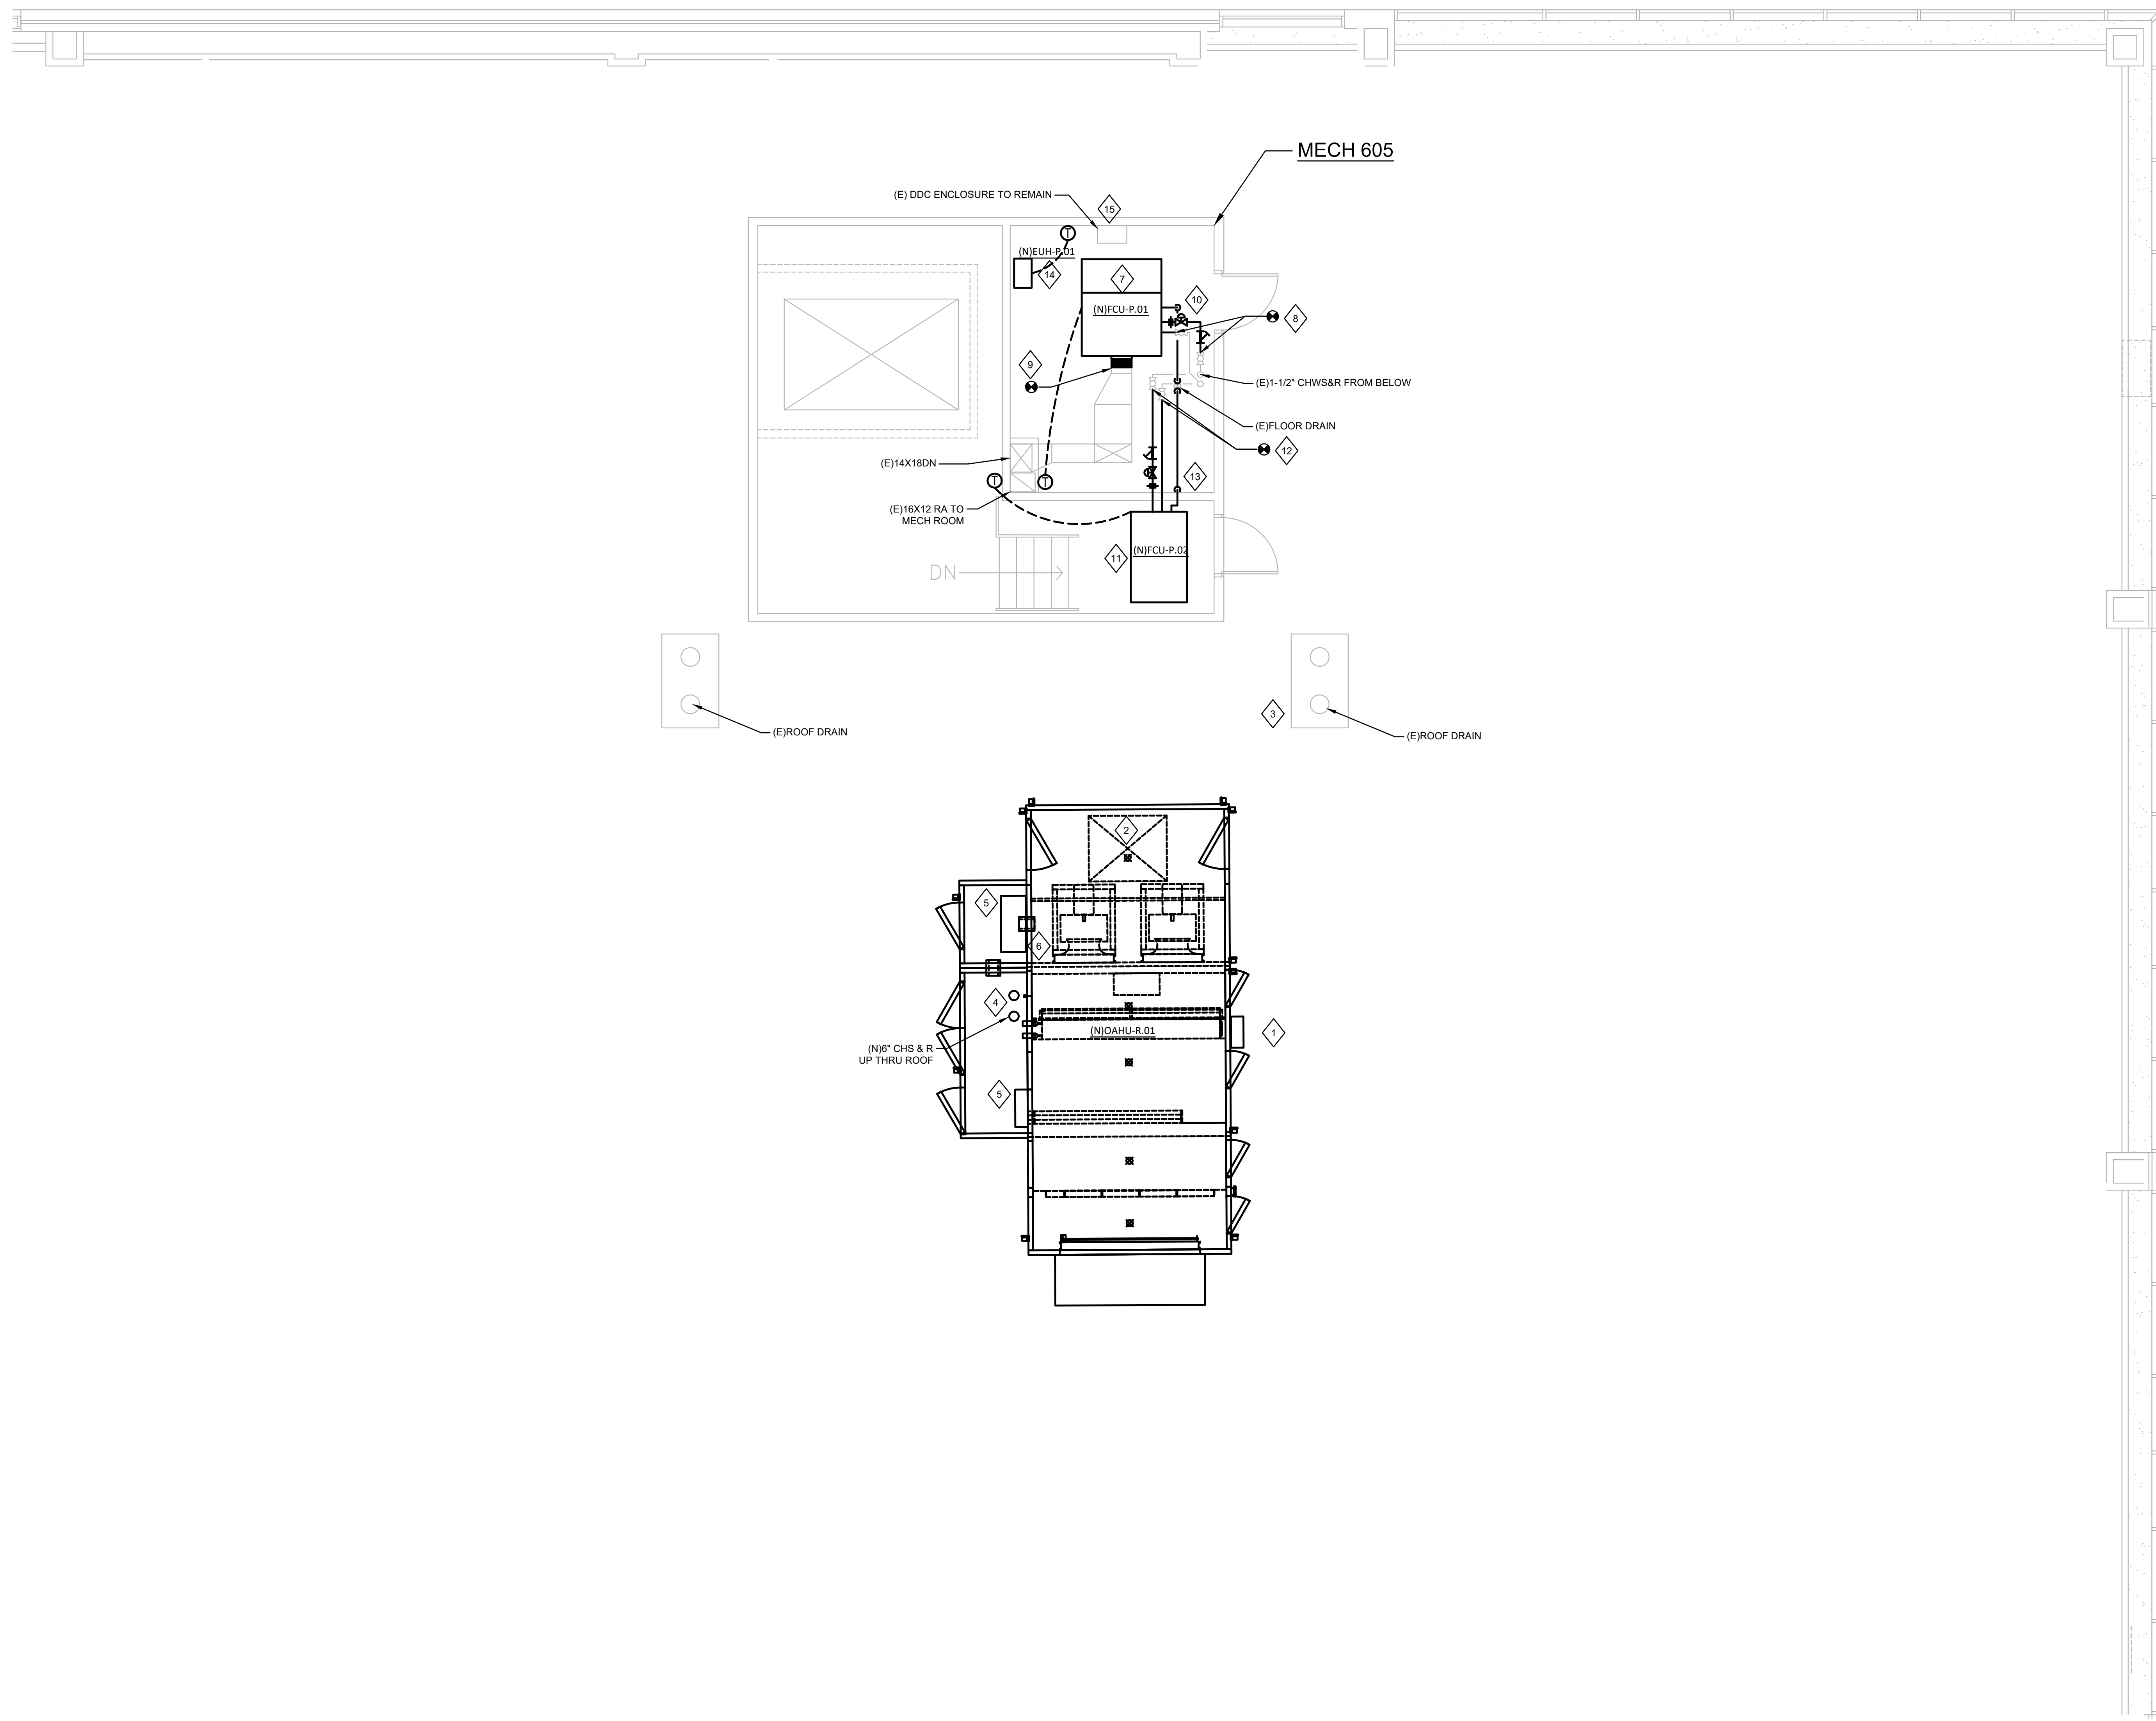 MECH 605
(E) DDC ENCLOSURE TO REMAIN
15
T
(N)EUH-P.01
14
7
(N)FCU-P.01
10
8
9
(E)1-1/2" CHWS&R FROM BELOW
(E)FLOOR DRAIN
12
(E)14X18DN
13
T
T
(E)16X12 RA TO
MECH ROOM
11
(N)FCU-P.02
DN
3
(E)ROOF DRAIN
(E)ROOF DRAIN
2
5
6
4
(N)OAHU-R.01
1
(N)6" CHS & R
UP THRU ROOF
5